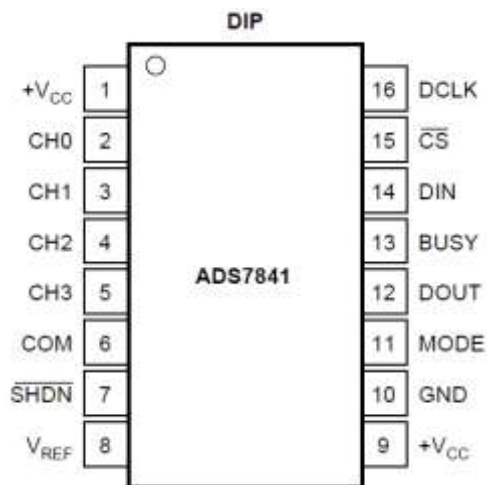 DIP
+VCC 1 16 DCLK
CH0 2 15 CS
CH1 3 14 DIN
CH2 4 13 BUSY
CH3 5 ADS7841 12 DOUT
COM 6 11 MODE
SHDN 7 10 GND
VREF 8 9 +VCC